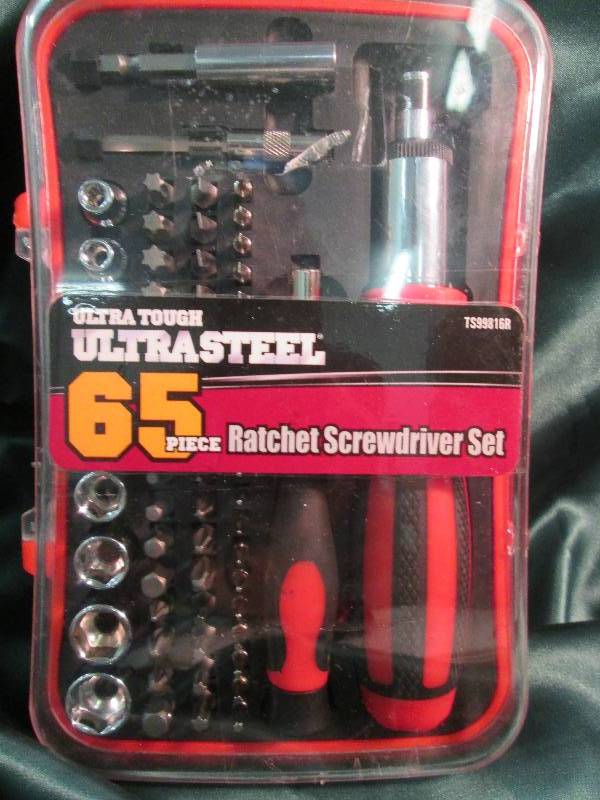 ULTRA TOUGH
TS99816R
ULTRASTEEL®
65
PIECE Ratchet Screwdriver Set